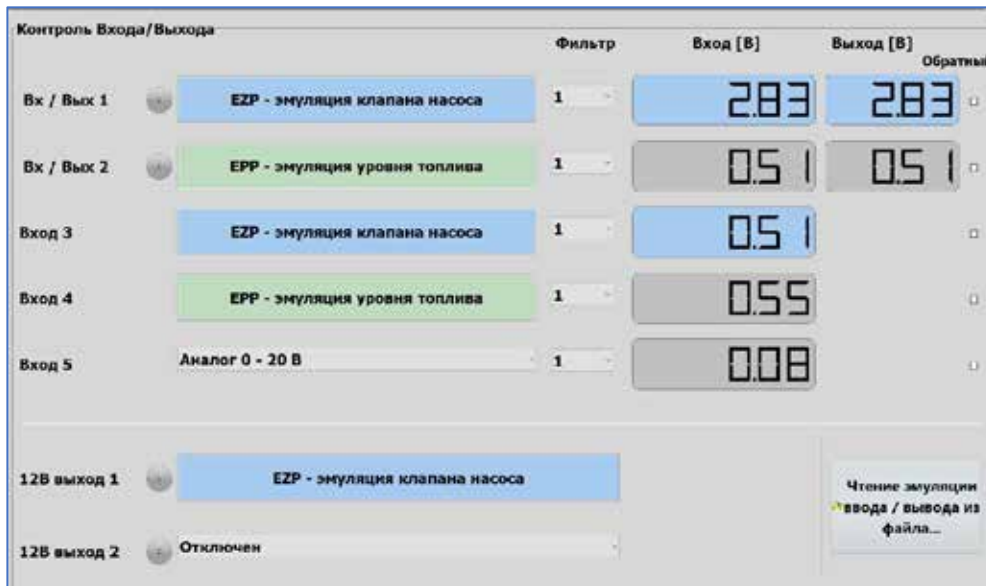 Контроль Входа/Выхода
Фильтр Вход [В] Выход [В]
Обратный
Вх / Вых 1 EZP - эмуляция клапана насоса 1 2.83 2.83
Вх / Вых 2 EPP - эмуляция уровня топлива 1 0.51 0.51
Вход 3 EZP - эмуляция клапана насоса 1 0.51
Вход 4 EPP - эмуляция уровня топлива 1 0.55
Вход 5 Аналог 0 - 20 В 1 0.08
12В выход 1 EZP - эмуляция клапана насоса
Чтение эмуляции
ввода / вывода из
файла...
12В выход 2 Отключен